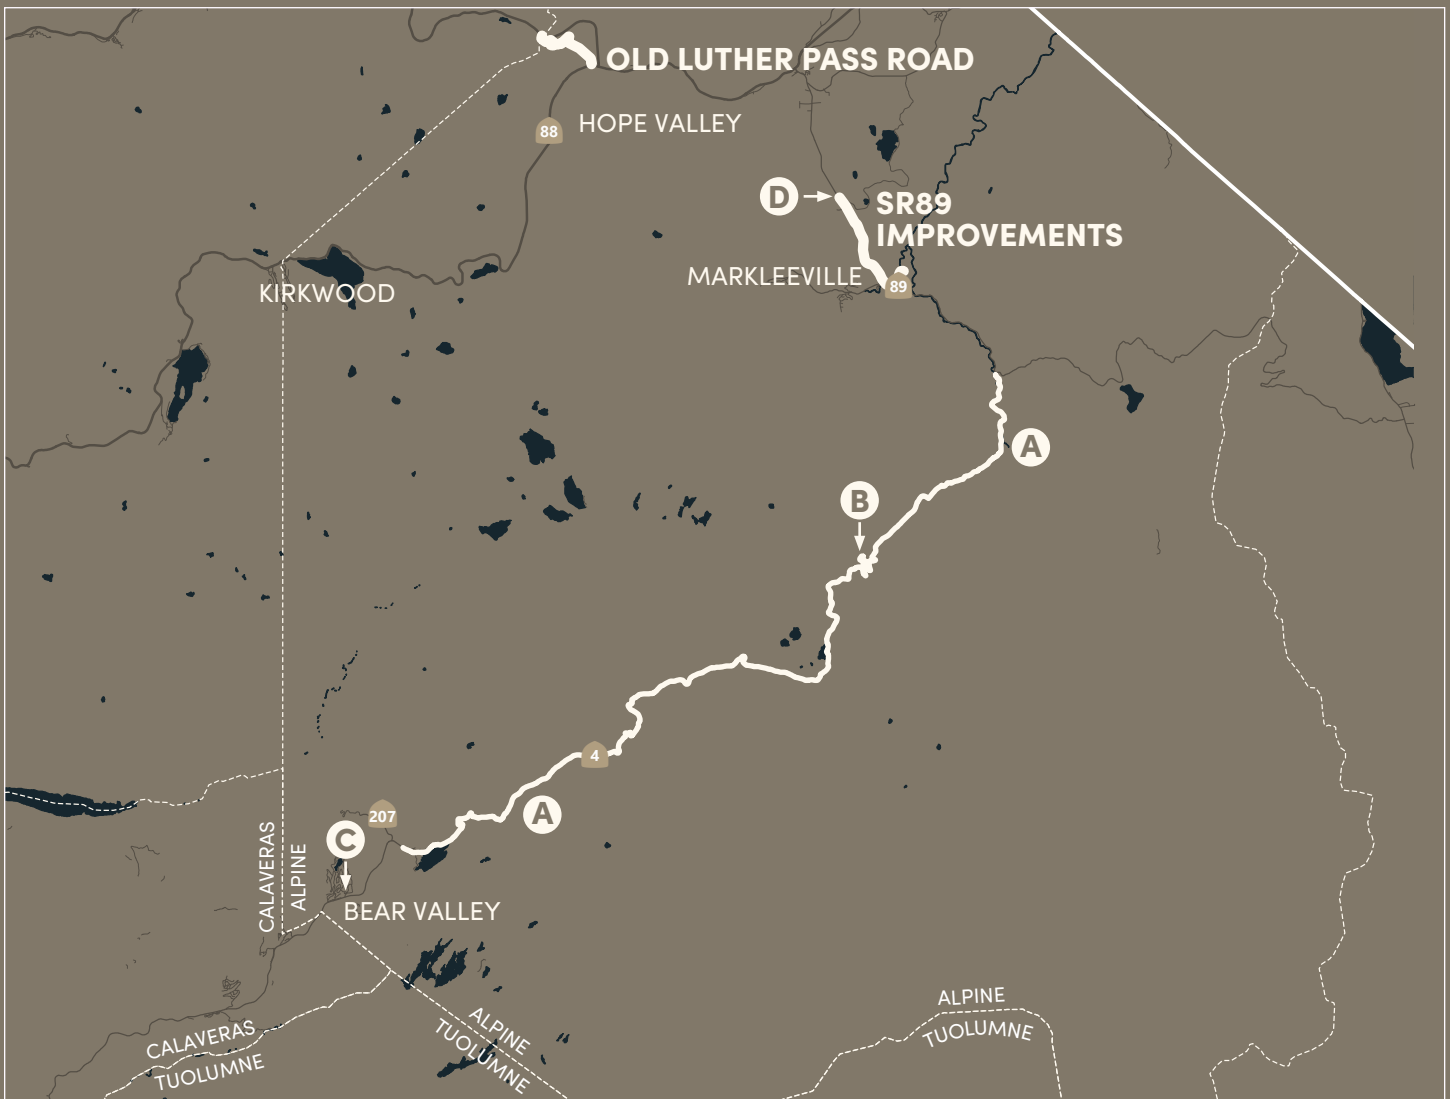 OLD LUTHER PASS ROAD
88
HOPE VALLEY
D
SR89
IMPROVEMENTS
MARKLEEVILLE
89
KIRKWOOD
A
B
4
A
207
C
CALAVERAS
ALPINE
BEAR VALLEY
ALPINE
TUOLUMNE
ALPINE
TUOLUMNE
CALAVERAS
TUOLUMNE